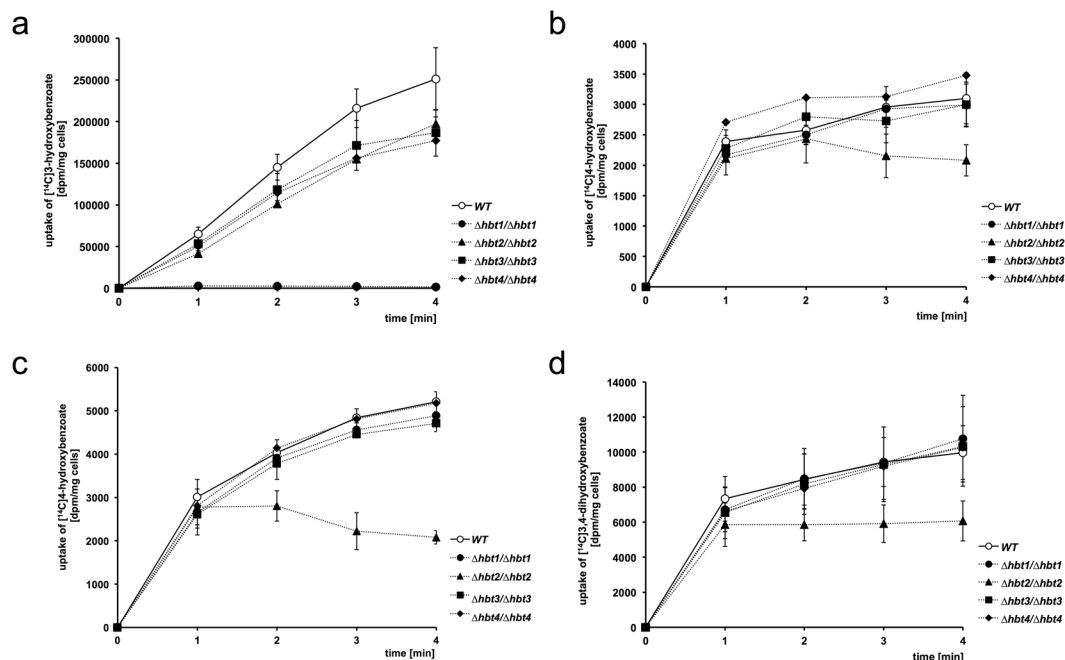 a
uptake of [¹⁴C]3-hydroxybenzoate
[dpm/mg cells]
300000
250000
200000
150000
100000
50000
0
0 1 2 3 4
time [min]
WT
Δhbt1/Δhbt1
Δhbt2/Δhbt2
Δhbt3/Δhbt3
Δhbt4/Δhbt4
b
uptake of [¹⁴C]4-hydroxybenzoate
[dpm/mg cells]
4000
3500
3000
2500
2000
1500
1000
500
0
0 1 2 3 4
time [min]
WT
Δhbt1/Δhbt1
Δhbt2/Δhbt2
Δhbt3/Δhbt3
Δhbt4/Δhbt4
c
uptake of [¹⁴C]4-hydroxybenzoate
[dpm/mg cells]
6000
5000
4000
3000
2000
1000
0
0 1 2 3 4
time [min]
WT
Δhbt1/Δhbt1
Δhbt2/Δhbt2
Δhbt3/Δhbt3
Δhbt4/Δhbt4
d
uptake of [¹⁴C]3,4-dihydroxybenzoate
[dpm/mg cells]
14000
12000
10000
8000
6000
4000
2000
0
0 1 2 3 4
time [min]
WT
Δhbt1/Δhbt1
Δhbt2/Δhbt2
Δhbt3/Δhbt3
Δhbt4/Δhbt4